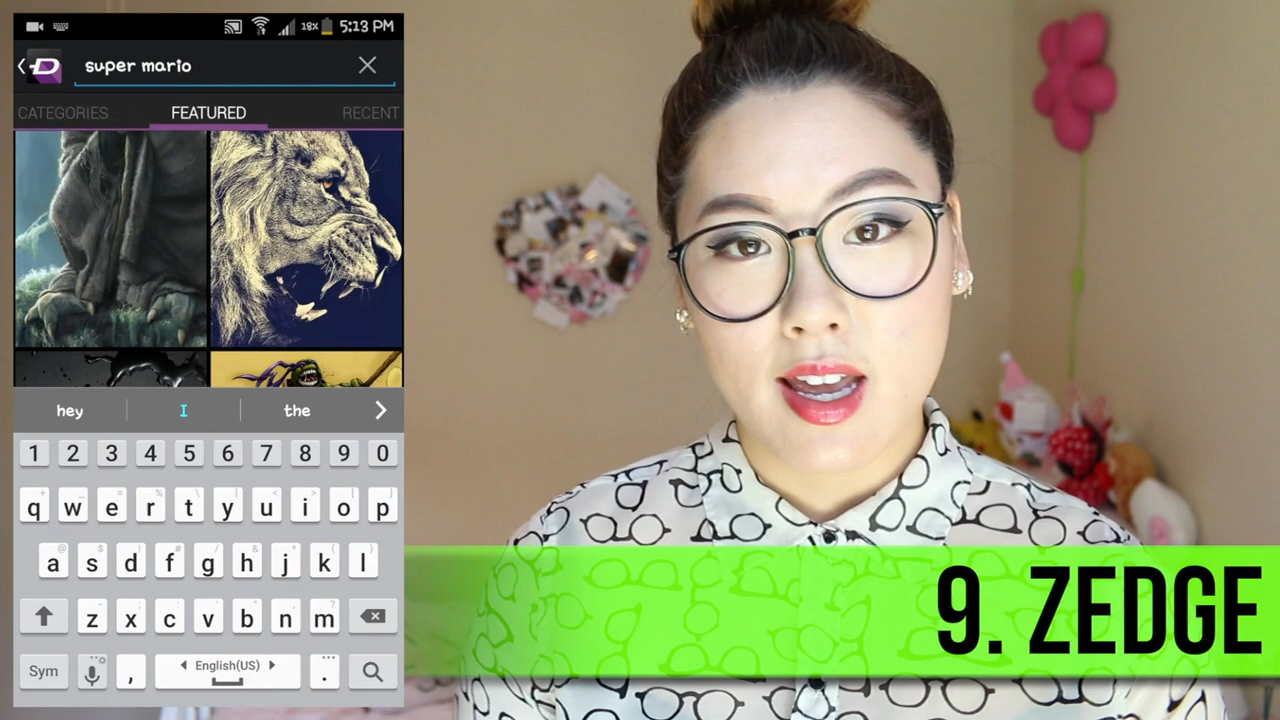 18% 5:13 PM
D super mario
CATEGORIES FEATURED RECENT
hey I the
1 2 3 4 5 6 7 8 9 0
q w e r t y u i o p
a s d f g h j k l
z x c v b n m
Sym , English(US) .
9. ZEDGE